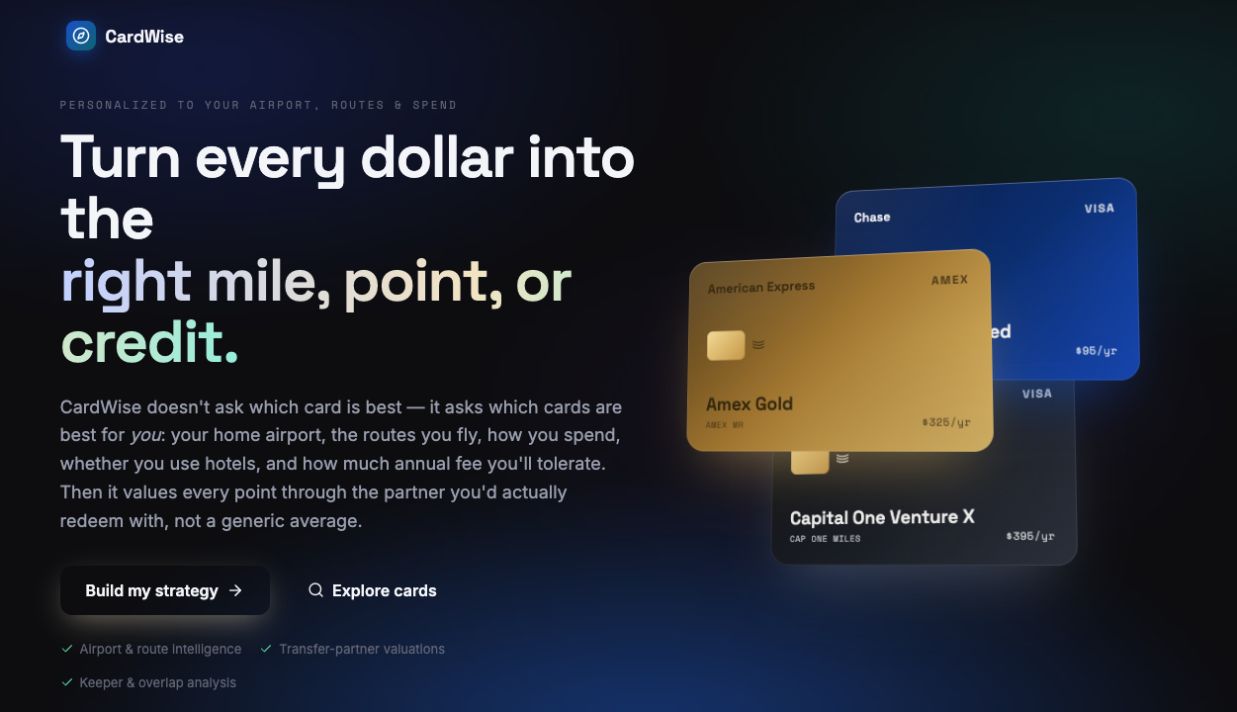 CardWise
PERSONALIZED TO YOUR AIRPORT, ROUTES & SPEND
Turn every dollar into
the
right mile, point, or
credit.
CardWise doesn't ask which card is best — it asks which cards are
best for you: your home airport, the routes you fly, how you spend,
whether you use hotels, and how much annual fee you'll tolerate.
Then it values every point through the partner you'd actually
redeem with, not a generic average.
Build my strategy →
Explore cards
✓ Airport & route intelligence ✓ Transfer-partner valuations
✓ Keeper & overlap analysis
Chase VISA
ed
$95/yr
American Express AMEX
Amex Gold
AMEX MR $325/yr
VISA
Capital One Venture X
CAP ONE MILES $395/yr